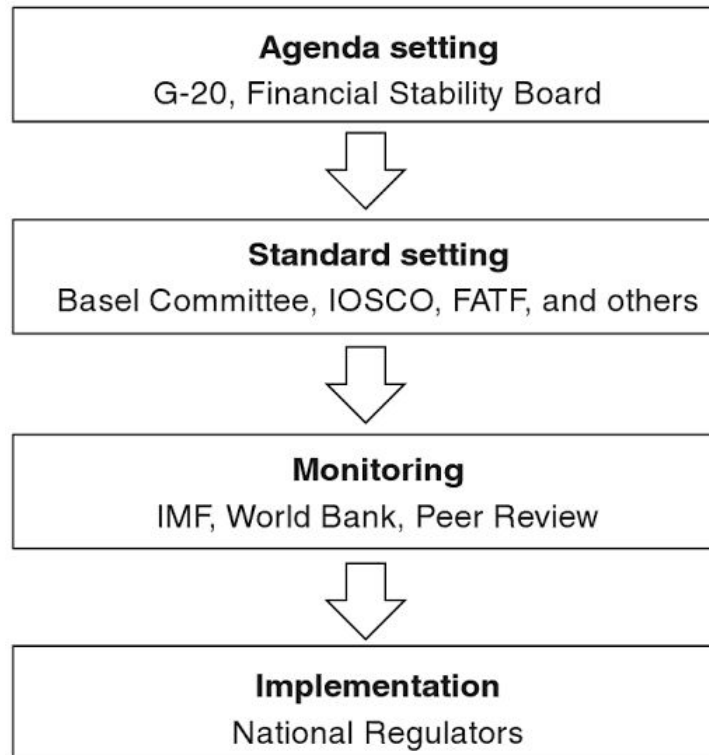 Agenda setting
G-20, Financial Stability Board
Standard setting
Basel Committee, IOSCO, FATF, and others
Monitoring
IMF, World Bank, Peer Review
Implementation
National Regulators